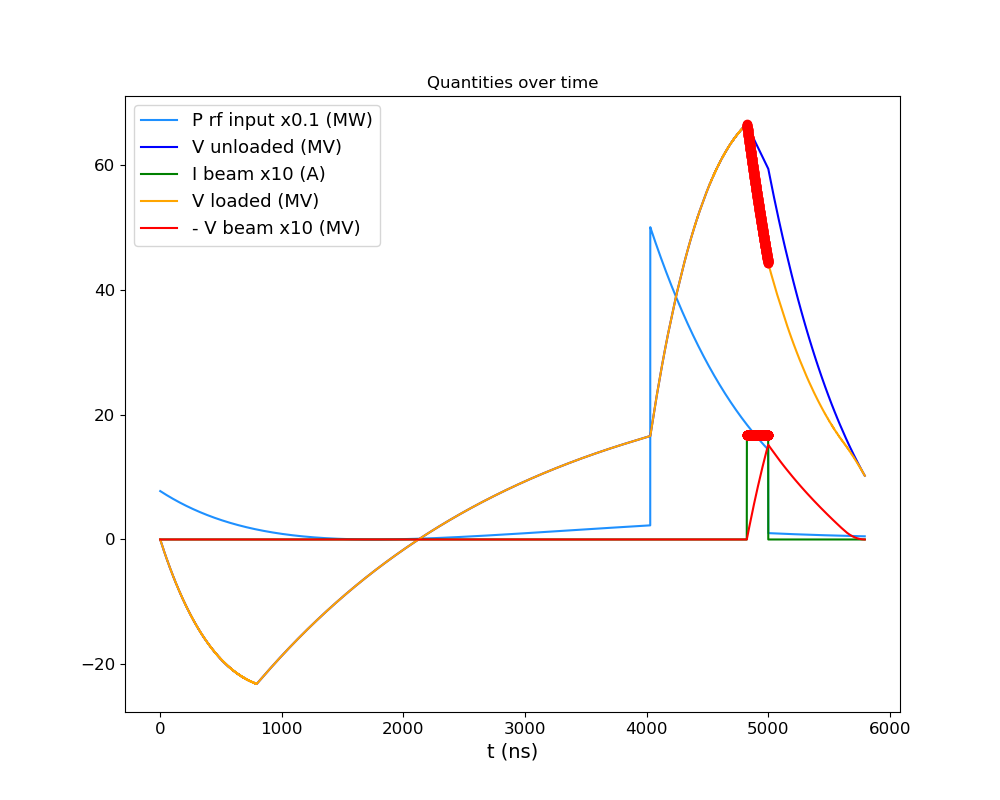 Quantities over time
P rf input x0.1 (MW)
V unloaded (MV)
I beam x10 (A)
V loaded (MV)
- V beam x10 (MV)
60
40
20
0
−20
0 1000 2000 3000 4000 5000 6000
t (ns)